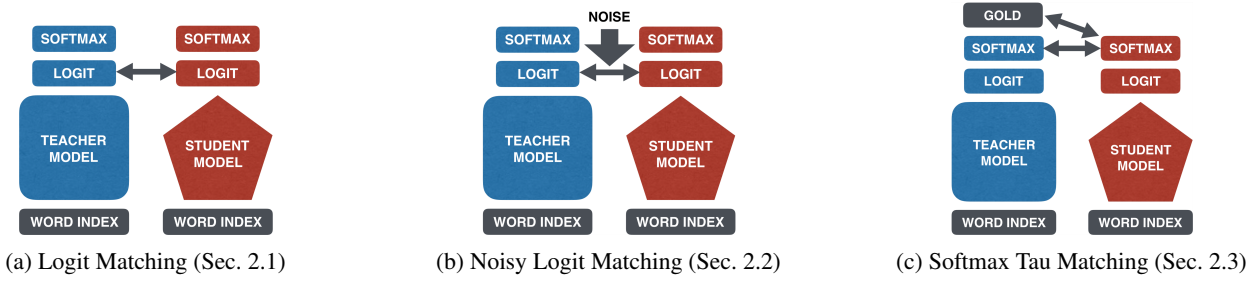 SOFTMAX SOFTMAX
LOGIT LOGIT
TEACHER MODEL
STUDENT MODEL
WORD INDEX WORD INDEX
(a) Logit Matching (Sec. 2.1)
NOISE
SOFTMAX SOFTMAX
LOGIT LOGIT
TEACHER MODEL
STUDENT MODEL
WORD INDEX WORD INDEX
(b) Noisy Logit Matching (Sec. 2.2)
GOLD
SOFTMAX SOFTMAX
LOGIT LOGIT
TEACHER MODEL
STUDENT MODEL
WORD INDEX WORD INDEX
(c) Softmax Tau Matching (Sec. 2.3)